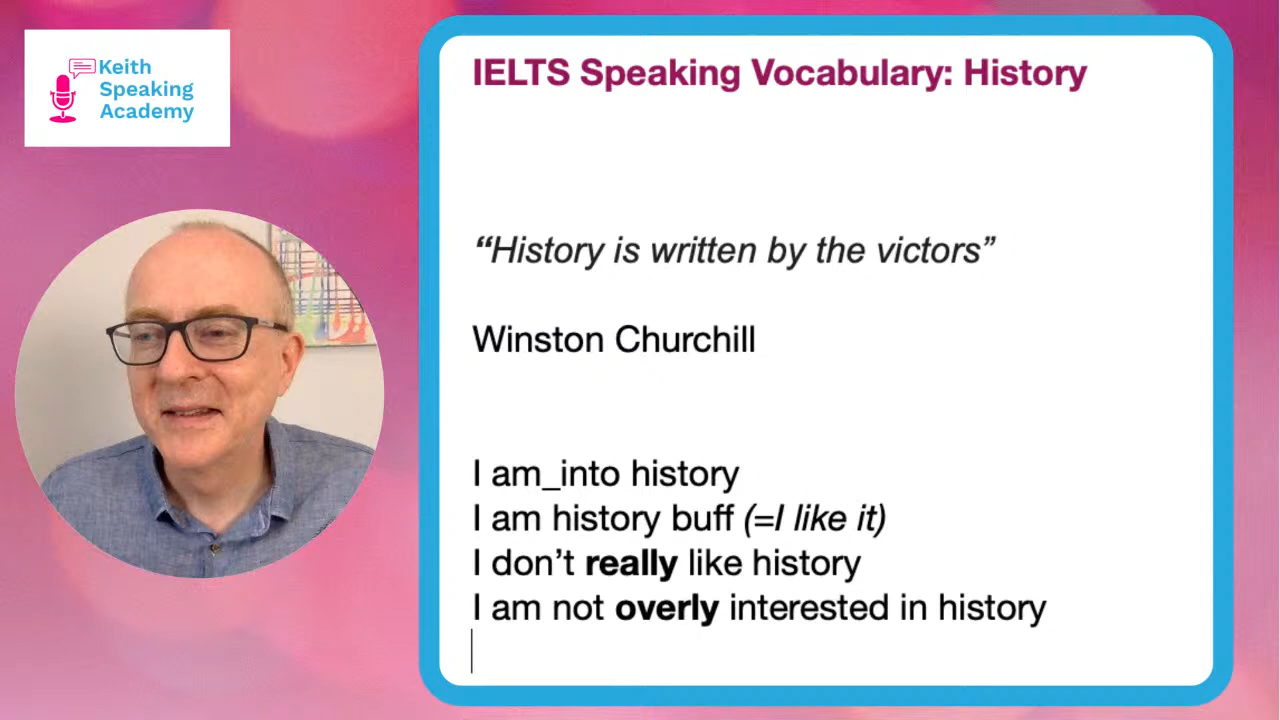 Keith
Speaking
Academy
IELTS Speaking Vocabulary: History
“History is written by the victors”
Winston Churchill
I am_into history
I am history buff (=I like it)
I don’t really like history
I am not overly interested in history